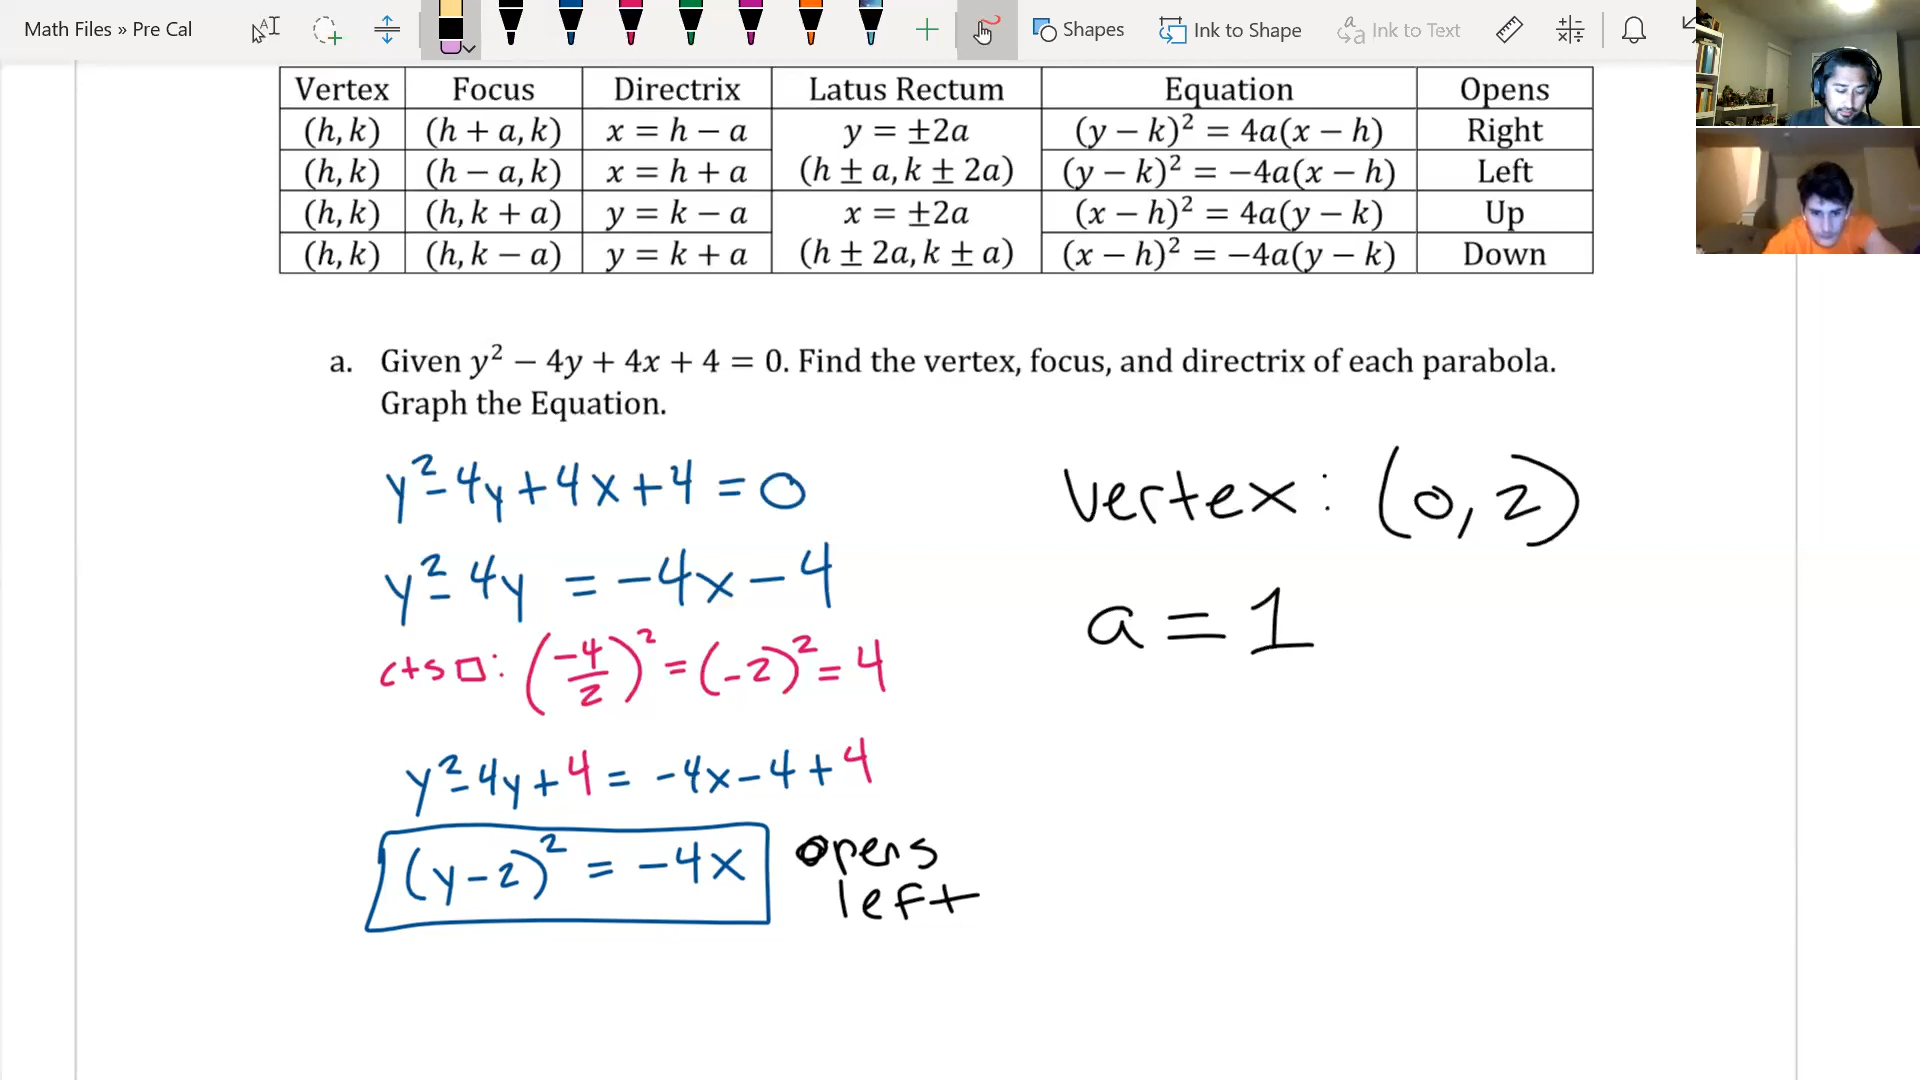 Math Files » Pre Cal
Shapes
Ink to Shape
Ink to Text
Vertex Focus Directrix Latus Rectum Equation Opens
(h, k) (h + a, k) x = h − a y = ±2a (y − k)² = 4a(x − h) Right
(h, k) (h − a, k) x = h + a (h ± a, k ± 2a) (y − k)² = −4a(x − h) Left
(h, k) (h, k + a) y = k − a x = ±2a (x − h)² = 4a(y − k) Up
(h, k) (h, k − a) y = k + a (h ± 2a, k ± a) (x − h)² = −4a(y − k) Down
a. Given y² − 4y + 4x + 4 = 0. Find the vertex, focus, and directrix of each parabola.
Graph the Equation.
y² - 4y + 4x + 4 = 0
y² - 4y = -4x - 4
cts □: (-4/2)² = (-2)² = 4
y² - 4y + 4 = -4x - 4 + 4
(y - 2)² = -4x
opens
left
vertex: (0, 2)
a = 1